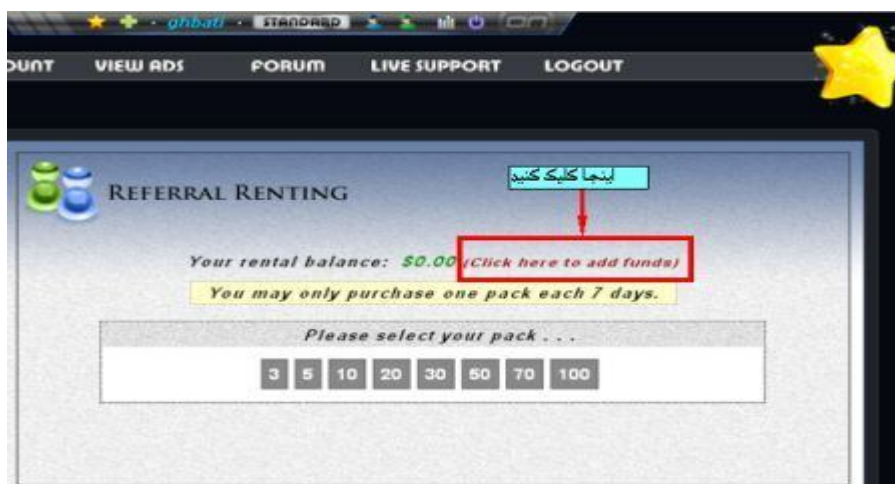 ghbati · STANDARD
OUNT VIEW ADS FORUM LIVE SUPPORT LOGOUT
اینجا کلیک کنید
REFERRAL RENTING
Your rental balance: $0.00 (Click here to add funds)
You may only purchase one pack each 7 days.
Please select your pack . . .
3 5 10 20 30 50 70 100